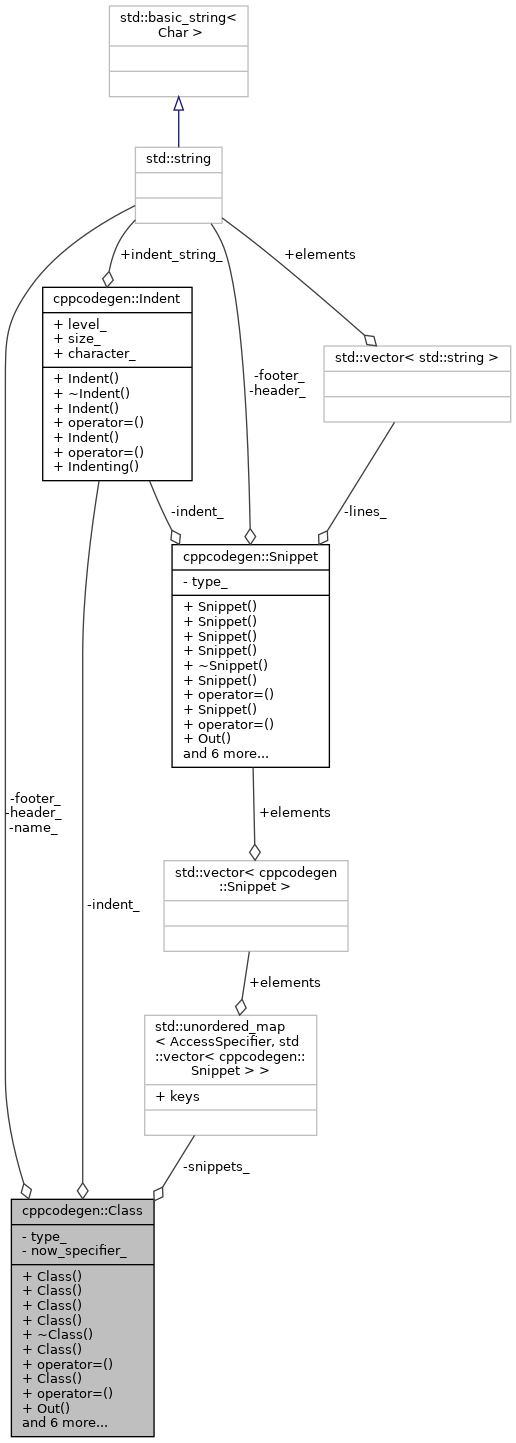 std::basic_string<
Char >
std::string
+indent_string_
+elements
cppcodegen::Indent
+ level_
+ size_
+ character_
+ Indent()
+ ~Indent()
+ Indent()
+ operator=()
+ Indent()
+ operator=()
+ Indenting()
-footer_
-header_
std::vector< std::string >
-indent_
-lines_
cppcodegen::Snippet
- type_
+ Snippet()
+ Snippet()
+ Snippet()
+ Snippet()
+ ~Snippet()
+ Snippet()
+ operator=()
+ Snippet()
+ operator=()
+ Out()
and 6 more...
-footer_
-header_
-name_
+elements
std::vector< cppcodegen
::Snippet >
-indent_
+elements
std::unordered_map
< AccessSpecifier, std
::vector< cppcodegen::
Snippet > >
+ keys
-snippets_
cppcodegen::Class
- type_
- now_specifier_
+ Class()
+ Class()
+ Class()
+ Class()
+ ~Class()
+ Class()
+ operator=()
+ Class()
+ operator=()
+ Out()
and 6 more...